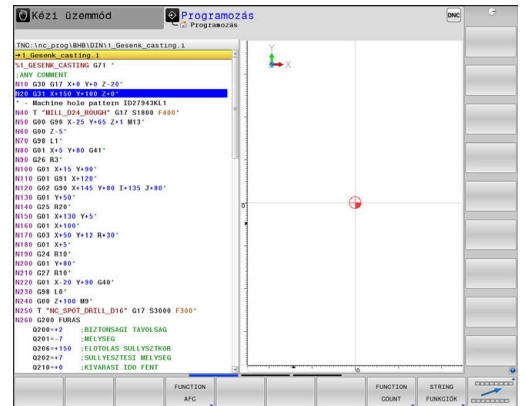 Kézi üzemmód
Programozás
Programozás
DNC
TNC:\nc_prog\BHB\DIN\1_Gesenk_casting.i
→1_Gesenk_casting.i
%1_GESENK_CASTING G71 *
;ANY COMMENT
N10 G30 G17 X+0 Y+0 Z-20*
N20 G31 X+150 Y+100 Z+0*
* - Machine hole pattern ID27943KL1
N40 T "MILL_D24_ROUGH" G17 S1800 F400*
N50 G00 G90 X-25 Y+65 Z+1 M13*
N60 G00 Z-5*
N70 G98 L1*
N80 G01 X+5 Y+80 G41*
N90 G26 R3*
N100 G01 X+15 Y+90*
N110 G01 G91 X+120*
N120 G02 G90 X+145 Y+80 I+135 J+80*
N130 G01 Y+50*
N140 G25 R20*
N150 G01 X+130 Y+5*
N160 G01 X+100*
N170 G03 X+50 Y+12 R+30*
N180 G01 X+5*
N190 G24 R10*
N200 G01 Y+80*
N210 G27 R10*
N220 G01 X-20 Y+90 G40*
N230 G98 L0*
N240 G00 Z+100 M9*
N250 T "NC_SPOT_DRILL_D16" G17 S3000 F300*
N260 G200 FURAS
Q200=+2 ;BIZTONSAGI TAVOLSAG
Q201=-7 ;MELYSEG
Q206=+150 ;ELOTOLAS SULLYSZTKOR
Q202=+7 ;SULLYESZTESI MELYSEG
Q210=+0 ;KIVARASI IDO FENT
Y
X
0
0
FUNCTION
AFC
FUNCTION
COUNT
STRING
FUNKCIÓK